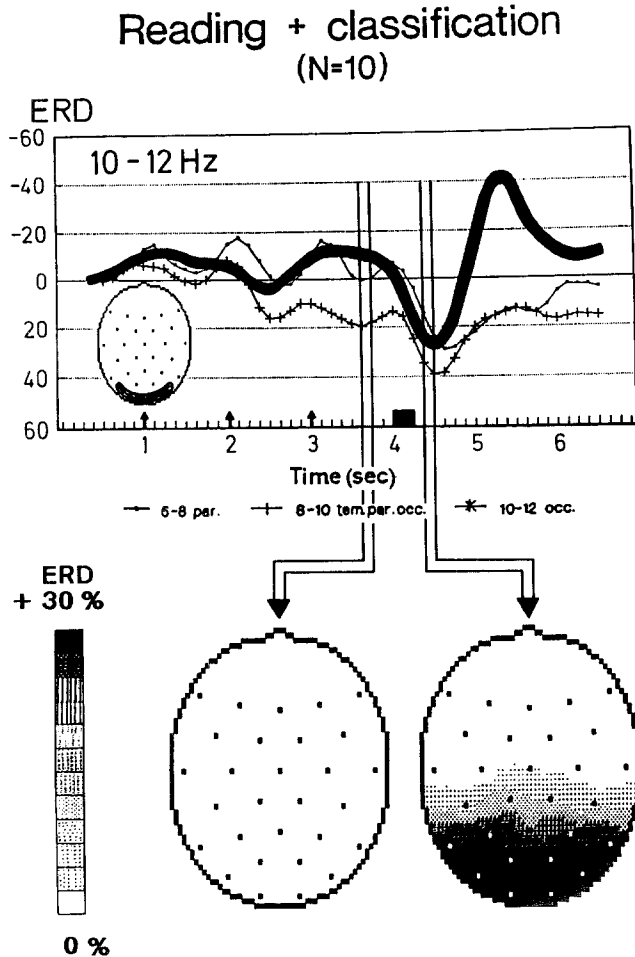 Reading + classification
(N=10)
ERD
-60
10-12 Hz
-40
-20
0
20
40
60
1 2 3 4 5 6
Time (sec)
6-8 par. 8-10 tem.par.occ. 10-12 occ.
ERD
+ 30 %
0 %